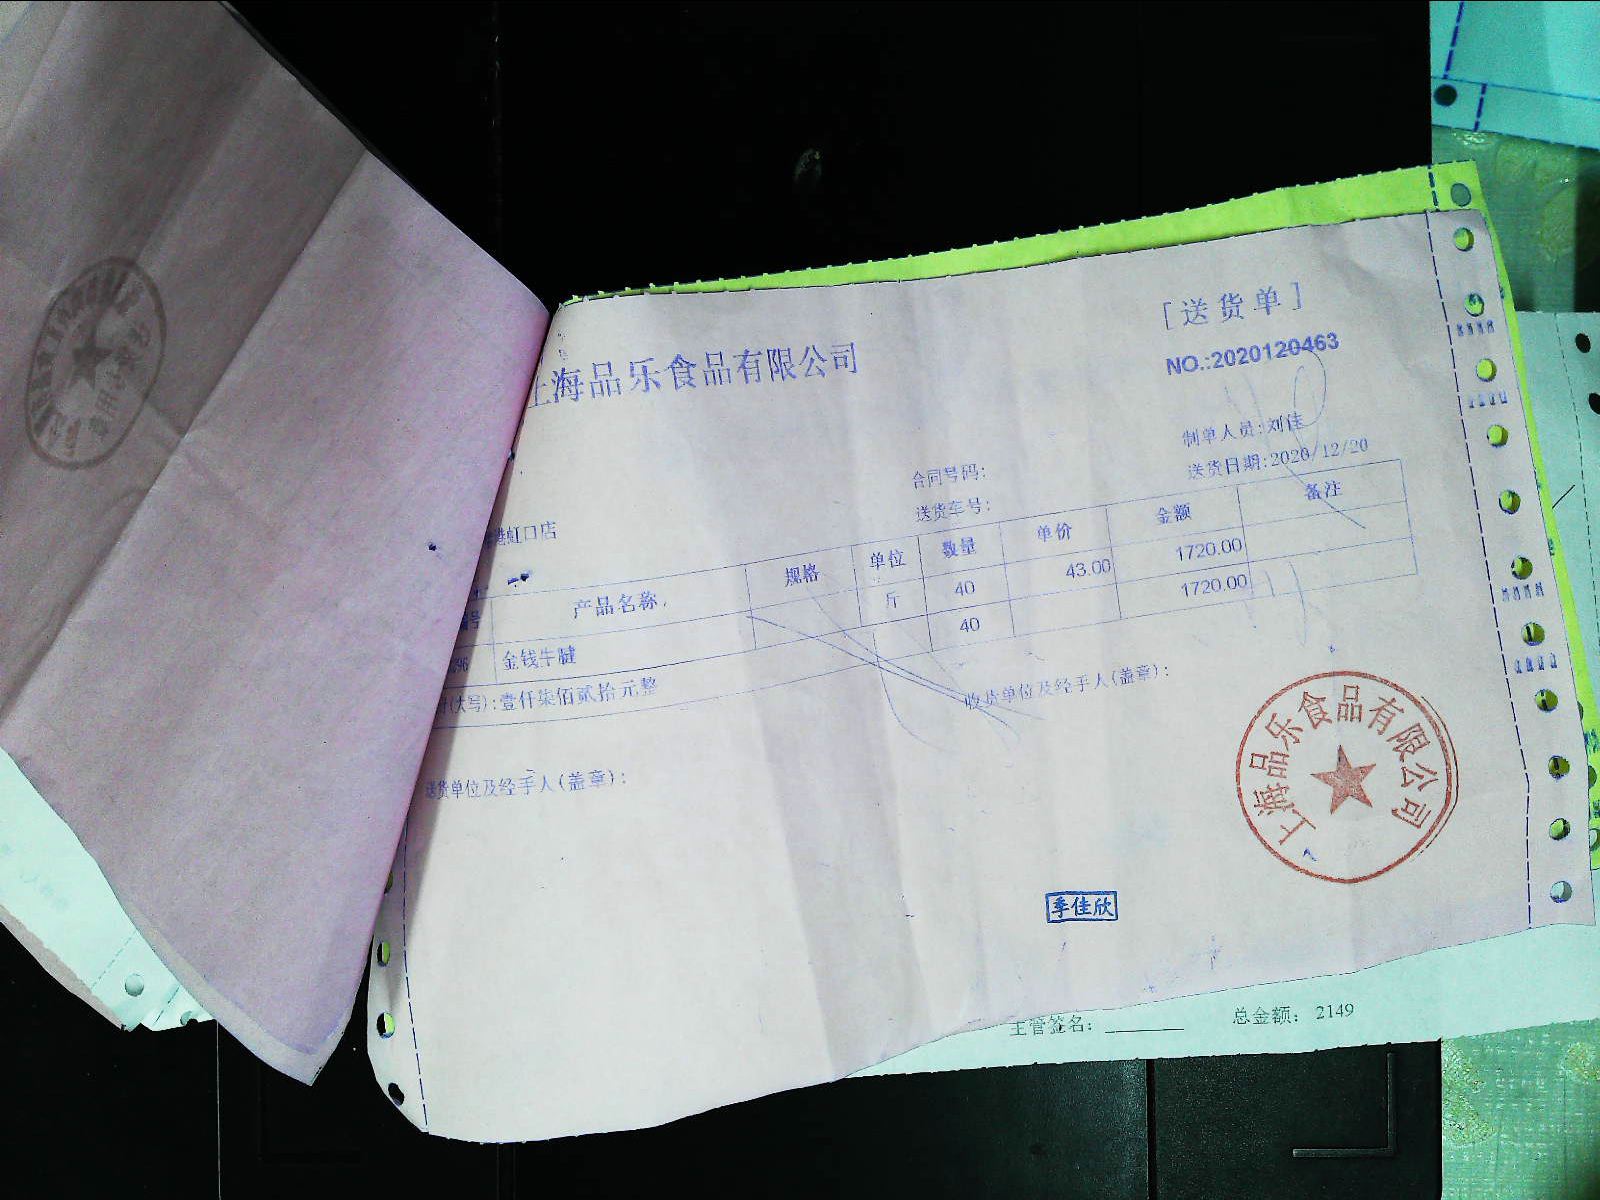 [送货单]
上海品乐食品有限公司
NO.:2020120463
制单人员:刘佳
合同号码:
送货日期:2020/12/20
港虹口店
送货车号:
号 产品名称 规格 单位 数量 单价 金额 备注
96 金钱牛腱 斤 40 43.00 1720.00
40 1720.00
(大写):壹仟柒佰贰拾元整
送货单位及经手人(盖章):
收货单位及经手人(盖章):
上海品乐食品有限公司
季佳欣
主管签名:
总金额: 2149